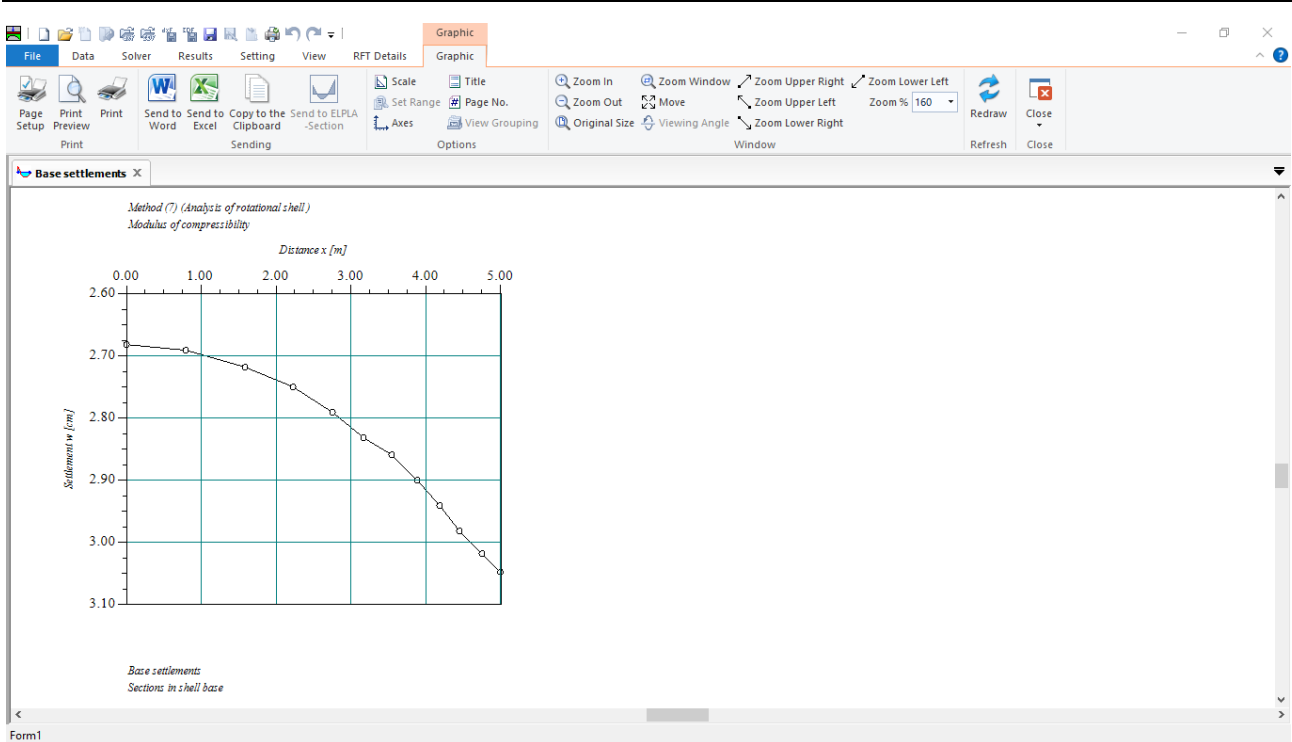 Graphic
File Data Solver Results Setting View RFT Details Graphic
Page Setup
Print Preview
Print
Print
Send to Word
Send to Excel
Copy to the Clipboard
Send to ELPLA -Section
Sending
Scale
Set Range
Axes
Title
# Page No.
View Grouping
Options
Zoom In
Zoom Out
Original Size
Zoom Window
Move
Viewing Angle
Zoom Upper Right
Zoom Upper Left
Zoom Lower Right
Zoom Lower Left
Zoom % 160
Window
Redraw
Refresh
Close
Close
Base settlements X
Method (7) (Analysis of rotational shell)
Modulus of compressibility
Distance x [m]
0.00 1.00 2.00 3.00 4.00 5.00
2.60
2.70
2.80
2.90
3.00
3.10
Settlement w [cm]
Base settlements
Sections in shell base
Form1